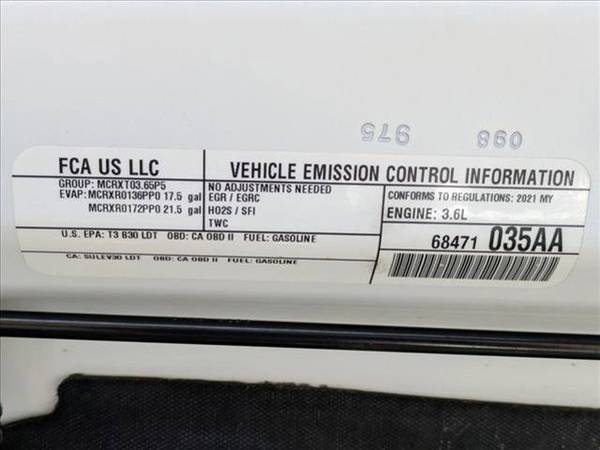 975 098
FCA US LLC
GROUP: MCRXT03.65P5
EVAP: MCRXR0136PP0 17.5 gal
MCRXR0172PP0 21.5 gal
U.S. EPA: T3 B30 LDT OBD: CA OBD II FUEL: GASOLINE
CA: SULEV30 LDT OBD: CA OBD II FUEL: GASOLINE
VEHICLE EMISSION CONTROL INFORMATION
NO ADJUSTMENTS NEEDED
EGR / EGRC
HO2S / SFI
TWC
CONFORMS TO REGULATIONS: 2021 MY
ENGINE: 3.6L
68471 035AA